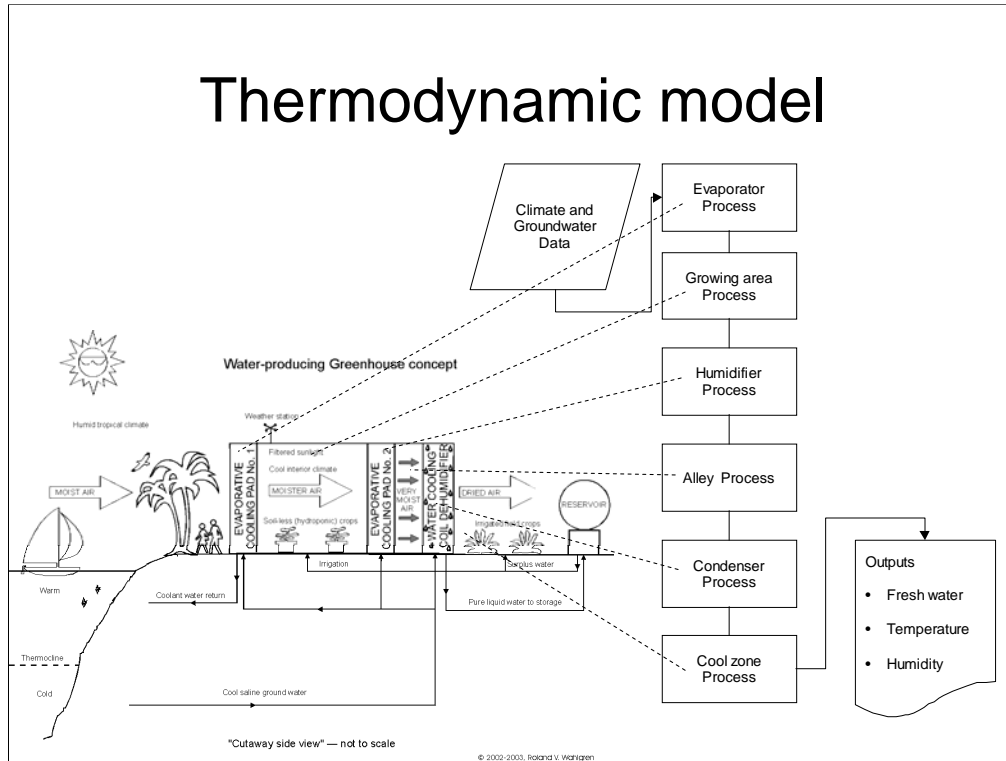 Thermodynamic model
Climate and
Groundwater
Data
Evaporator
Process
Growing area
Process
Humidifier
Process
Alley Process
Condenser
Process
Cool zone
Process
Outputs
• Fresh water
• Temperature
• Humidity
Water-producing Greenhouse concept
Humid tropical climate
Weather station
MOIST AIR
EVAPORATIVE
COOLING PAD No. 1
Filtered sunlight
Cool interior climate
MOISTER AIR
Soil-less (hydroponic) crops
EVAPORATIVE
COOLING PAD No. 2
VERY
MOIST
AIR
WATER COOLING
COIL DEHUMIDIFIER
DRIED AIR
Irrigated field crops
RESERVOIR
Irrigation
Surplus water
Warm
Coolant water return
Pure liquid water to storage
Thermocline
Cold
Cool saline ground water
"Cutaway side view" — not to scale
© 2002-2003, Roland V. Wahlgren